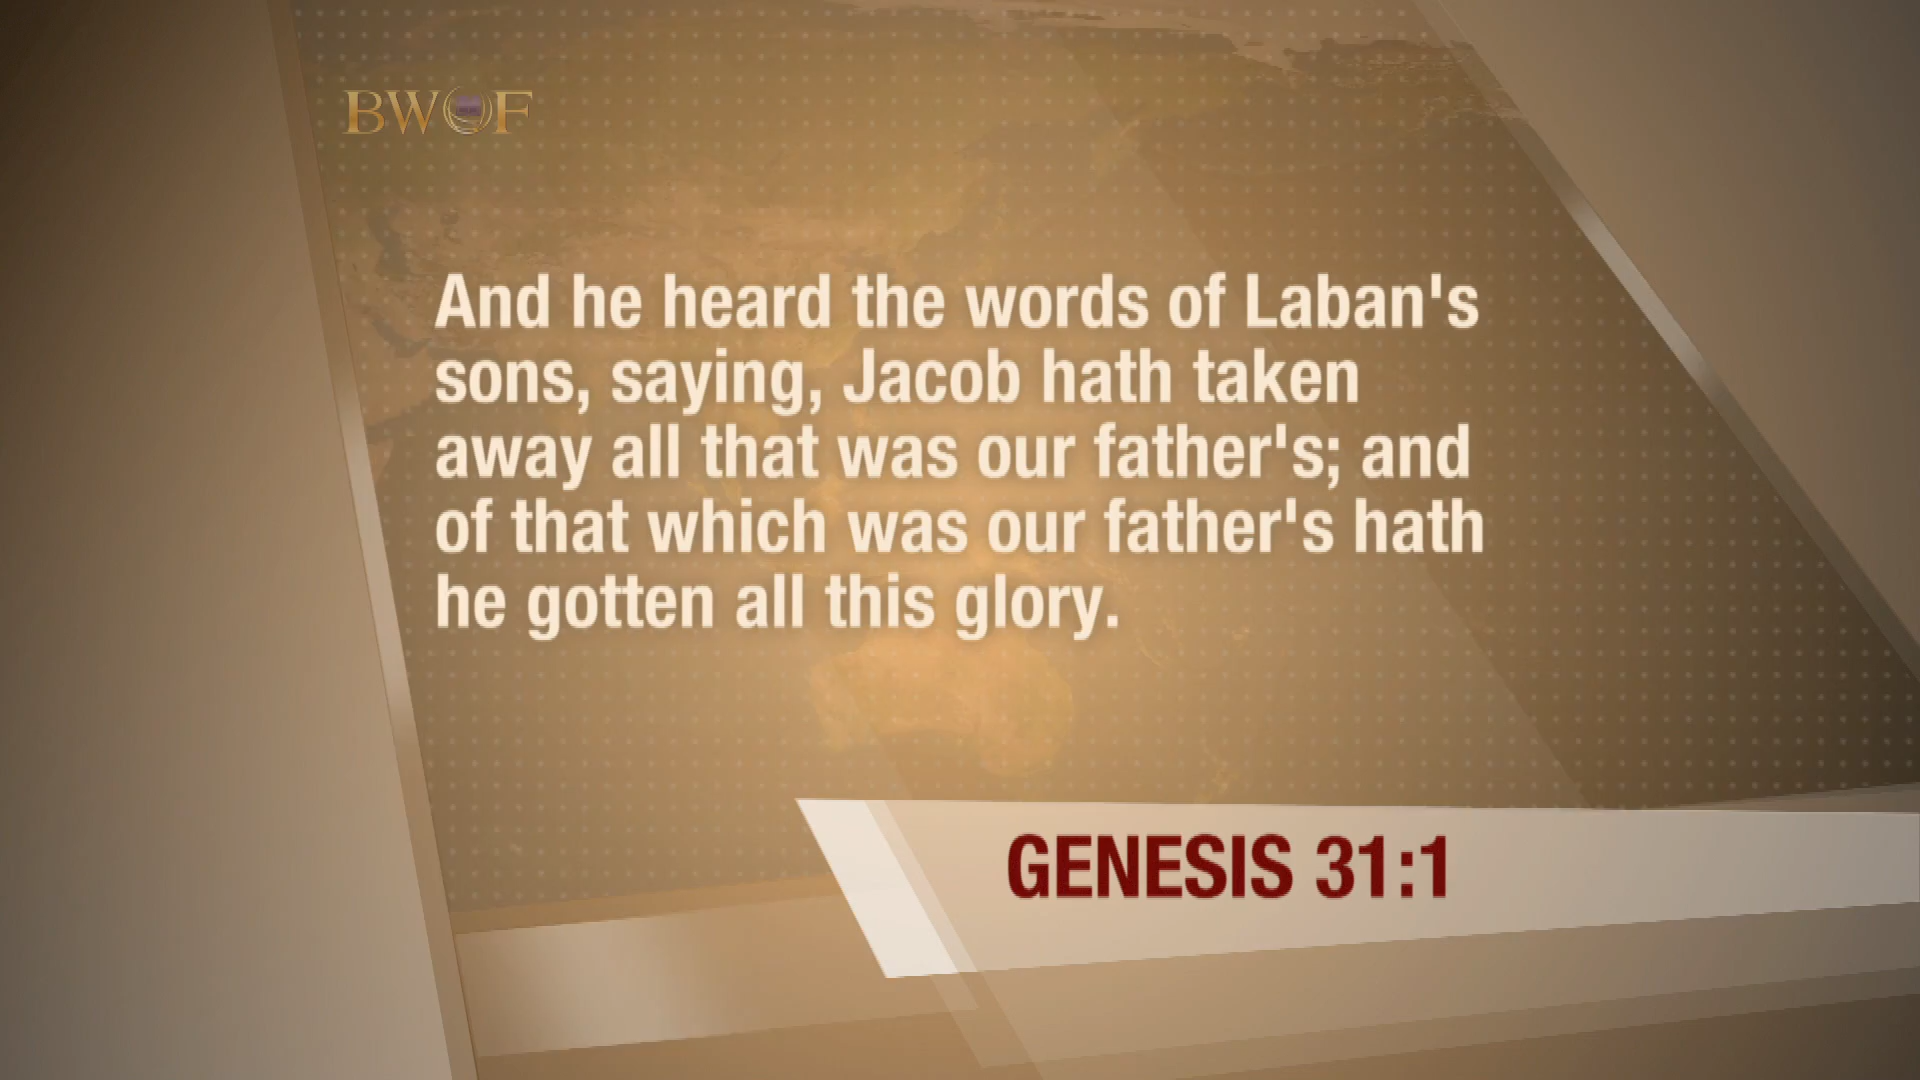 BWOF
And he heard the words of Laban's
sons, saying, Jacob hath taken
away all that was our father's; and
of that which was our father's hath
he gotten all this glory.
GENESIS 31:1